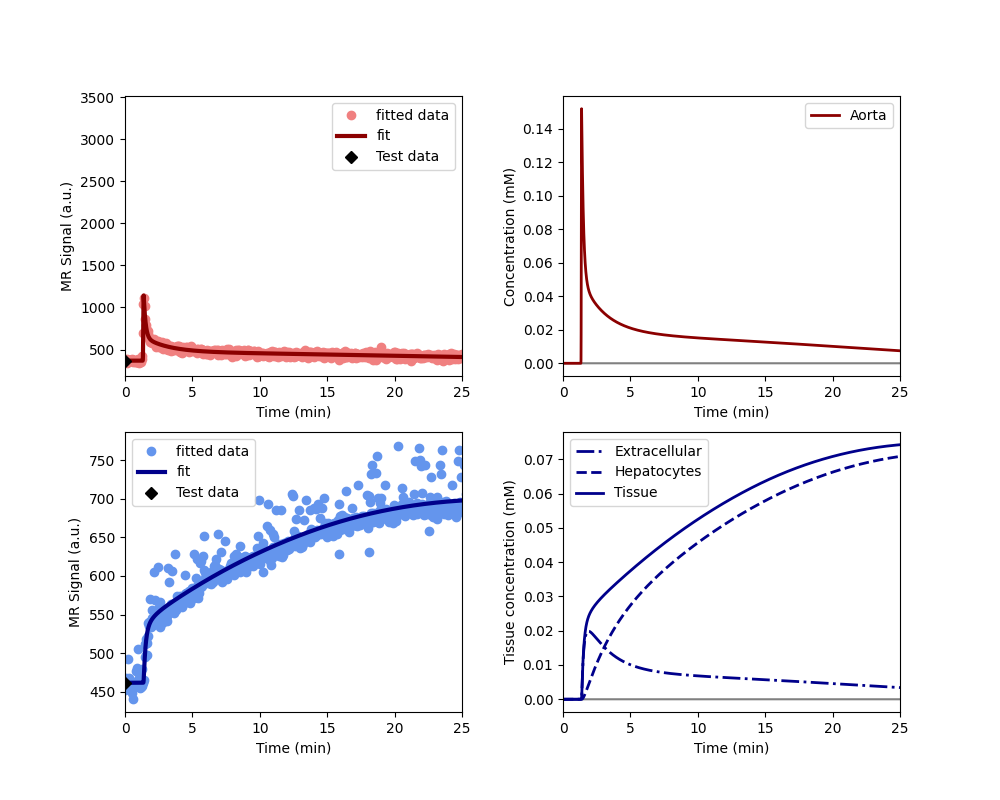 3500
3000
2500
2000
1500
1000
500
MR Signal (a.u.)
fitted data
fit
Test data
0 5 10 15 20 25
Time (min)
0.14
0.12
0.10
0.08
0.06
0.04
0.02
0.00
Concentration (mM)
Aorta
0 5 10 15 20 25
Time (min)
750
700
650
600
550
500
450
MR Signal (a.u.)
fitted data
fit
Test data
0 5 10 15 20 25
Time (min)
0.07
0.06
0.05
0.04
0.03
0.02
0.01
0.00
Tissue concentration (mM)
Extracellular
Hepatocytes
Tissue
0 5 10 15 20 25
Time (min)